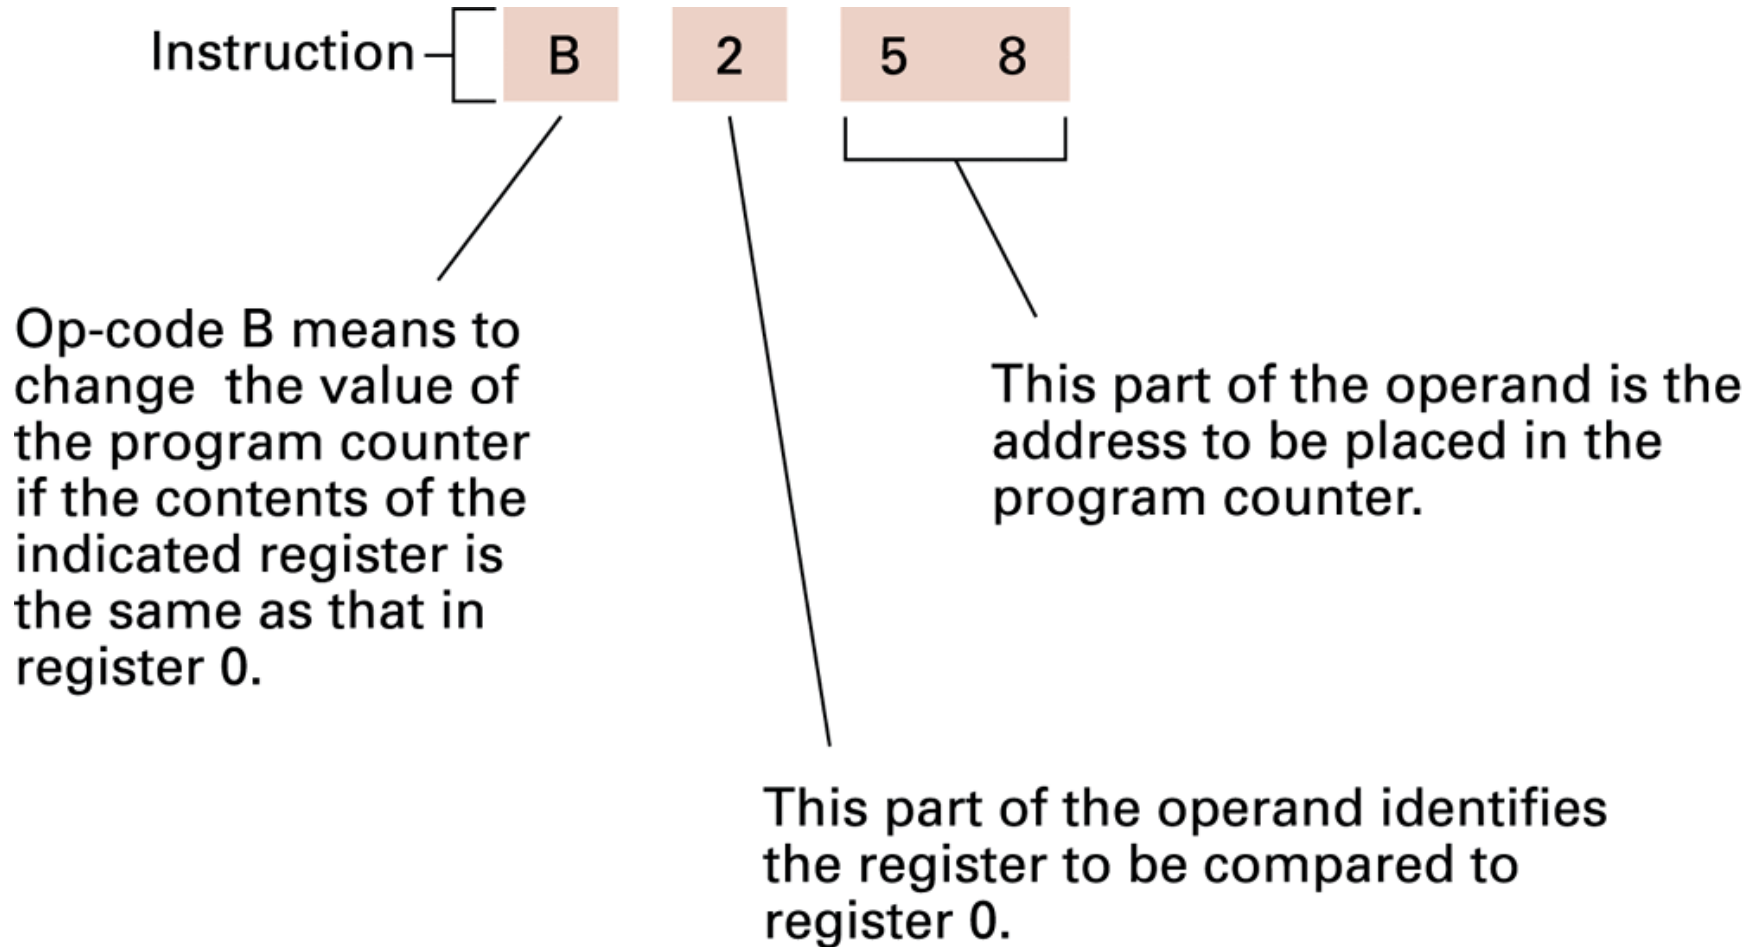 Instruction B 2 5 8
Op-code B means to
change the value of
the program counter
if the contents of the
indicated register is
the same as that in
register 0.
This part of the operand is the
address to be placed in the
program counter.
This part of the operand identifies
the register to be compared to
register 0.